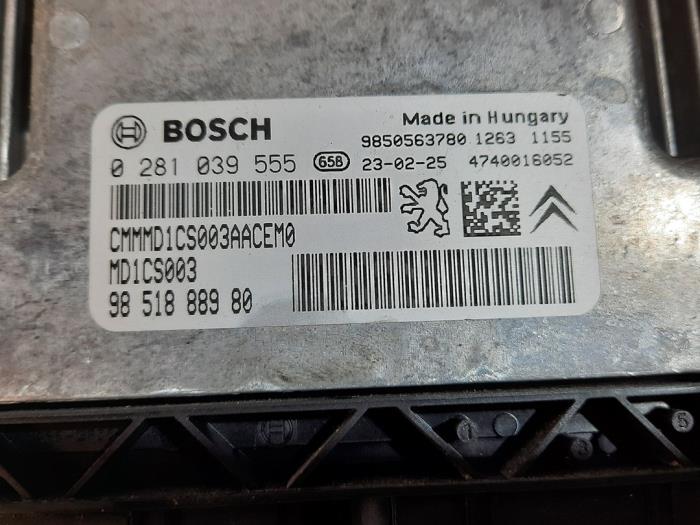 BOSCH
Made in Hungary
9850563780 1263 1155
0 281 039 555 658 23-02-25 4740016052
CMMMD1CS003AACEM0
MD1CS003
98 518 889 80